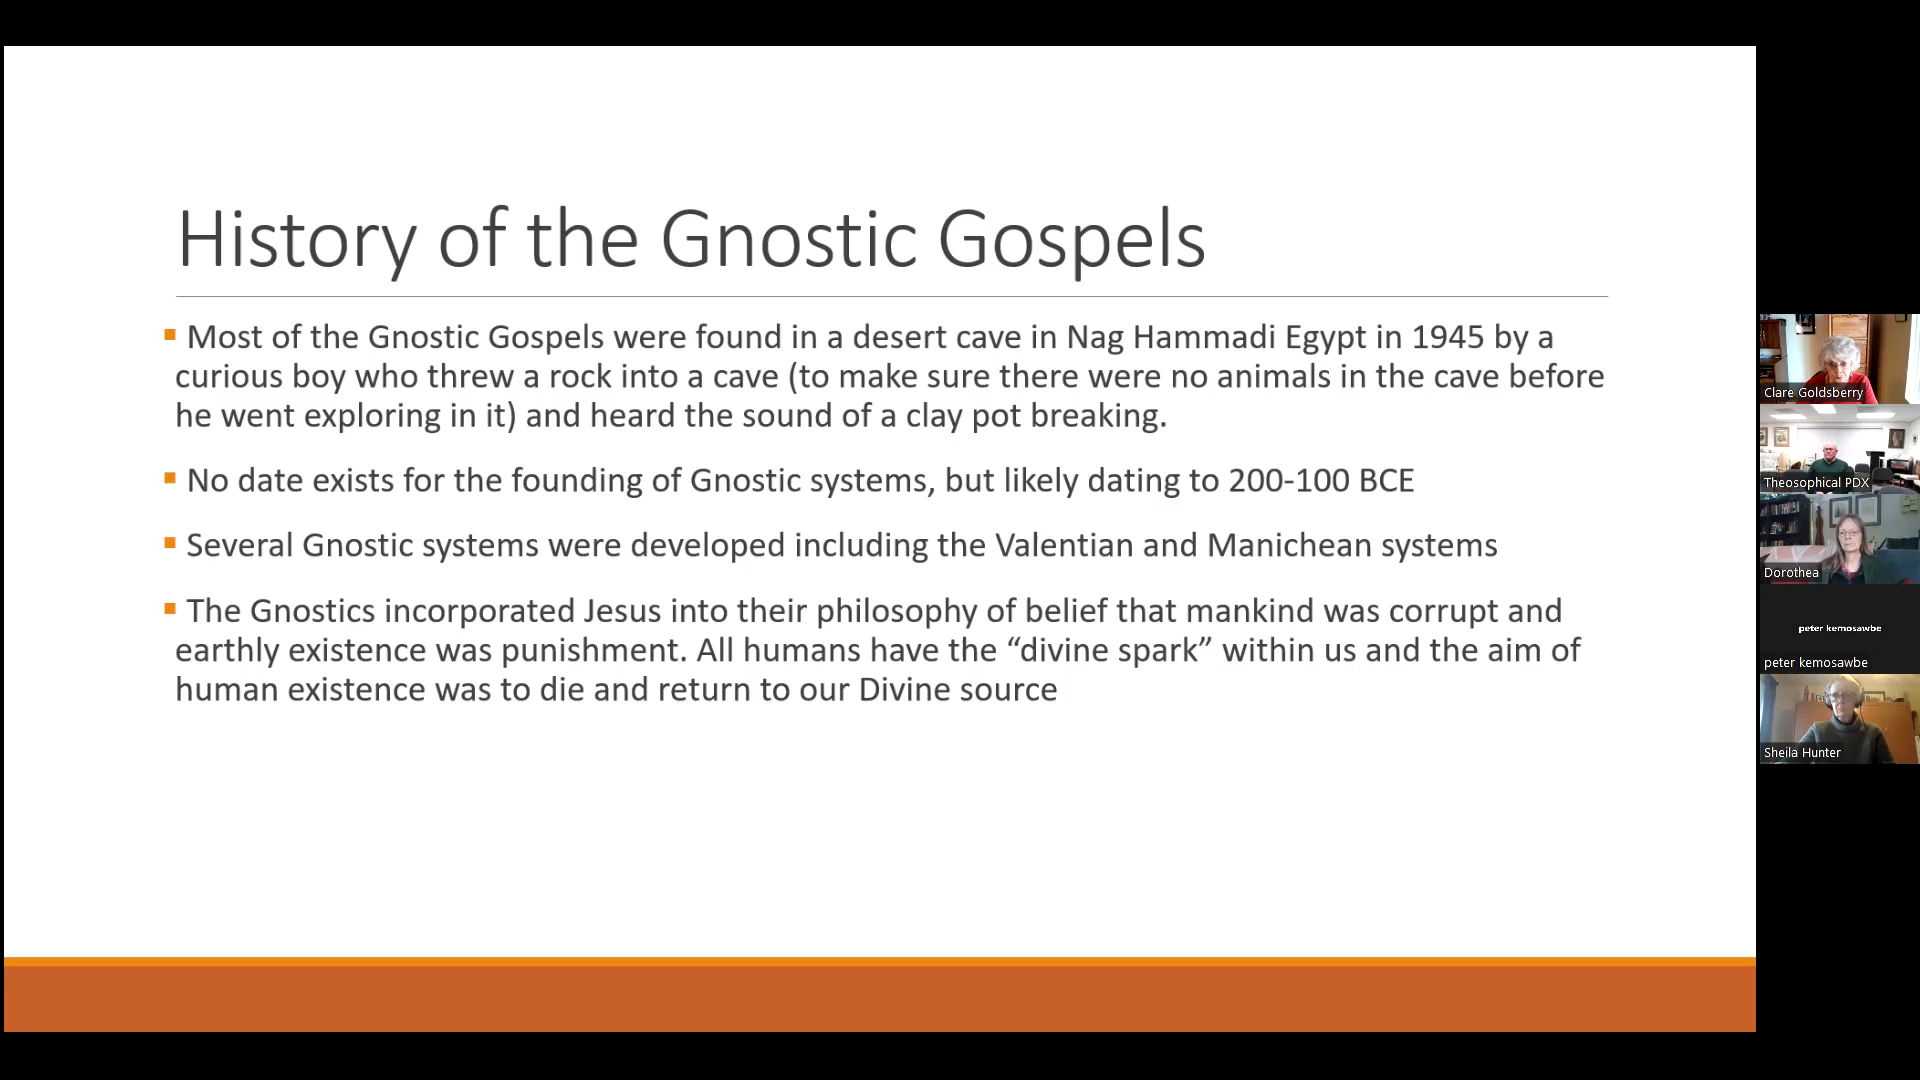 History of the Gnostic Gospels
Most of the Gnostic Gospels were found in a desert cave in Nag Hammadi Egypt in 1945 by a
curious boy who threw a rock into a cave (to make sure there were no animals in the cave before
he went exploring in it) and heard the sound of a clay pot breaking.
No date exists for the founding of Gnostic systems, but likely dating to 200-100 BCE
Several Gnostic systems were developed including the Valentian and Manichean systems
The Gnostics incorporated Jesus into their philosophy of belief that mankind was corrupt and
earthly existence was punishment. All humans have the “divine spark” within us and the aim of
human existence was to die and return to our Divine source
Clare Goldsberry
Theosophical PDX
Dorothea
peter kemosawbe
peter kemosawbe
Sheila Hunter